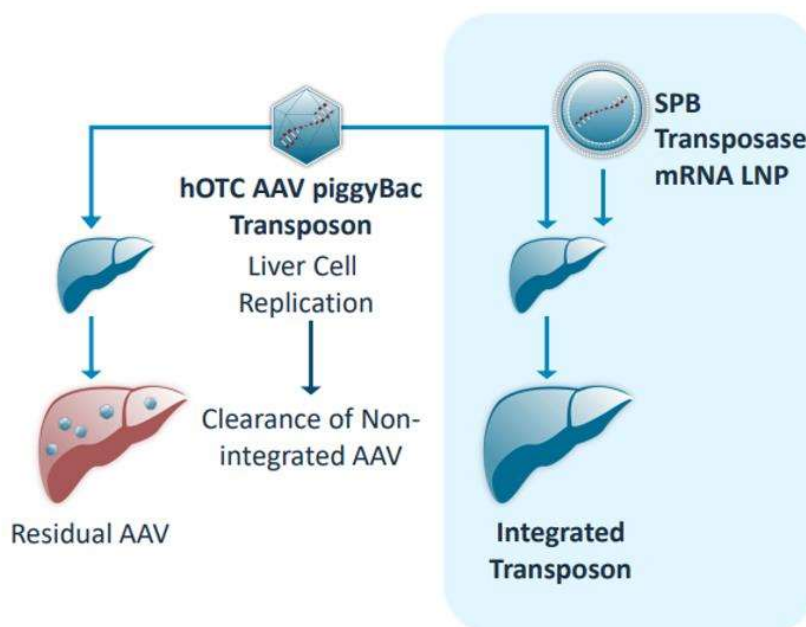 SPB
Transposase
mRNA LNP
hOTC AAV piggyBac
Transposon
Liver Cell
Replication
Clearance of Non-
integrated AAV
Residual AAV
Integrated
Transposon